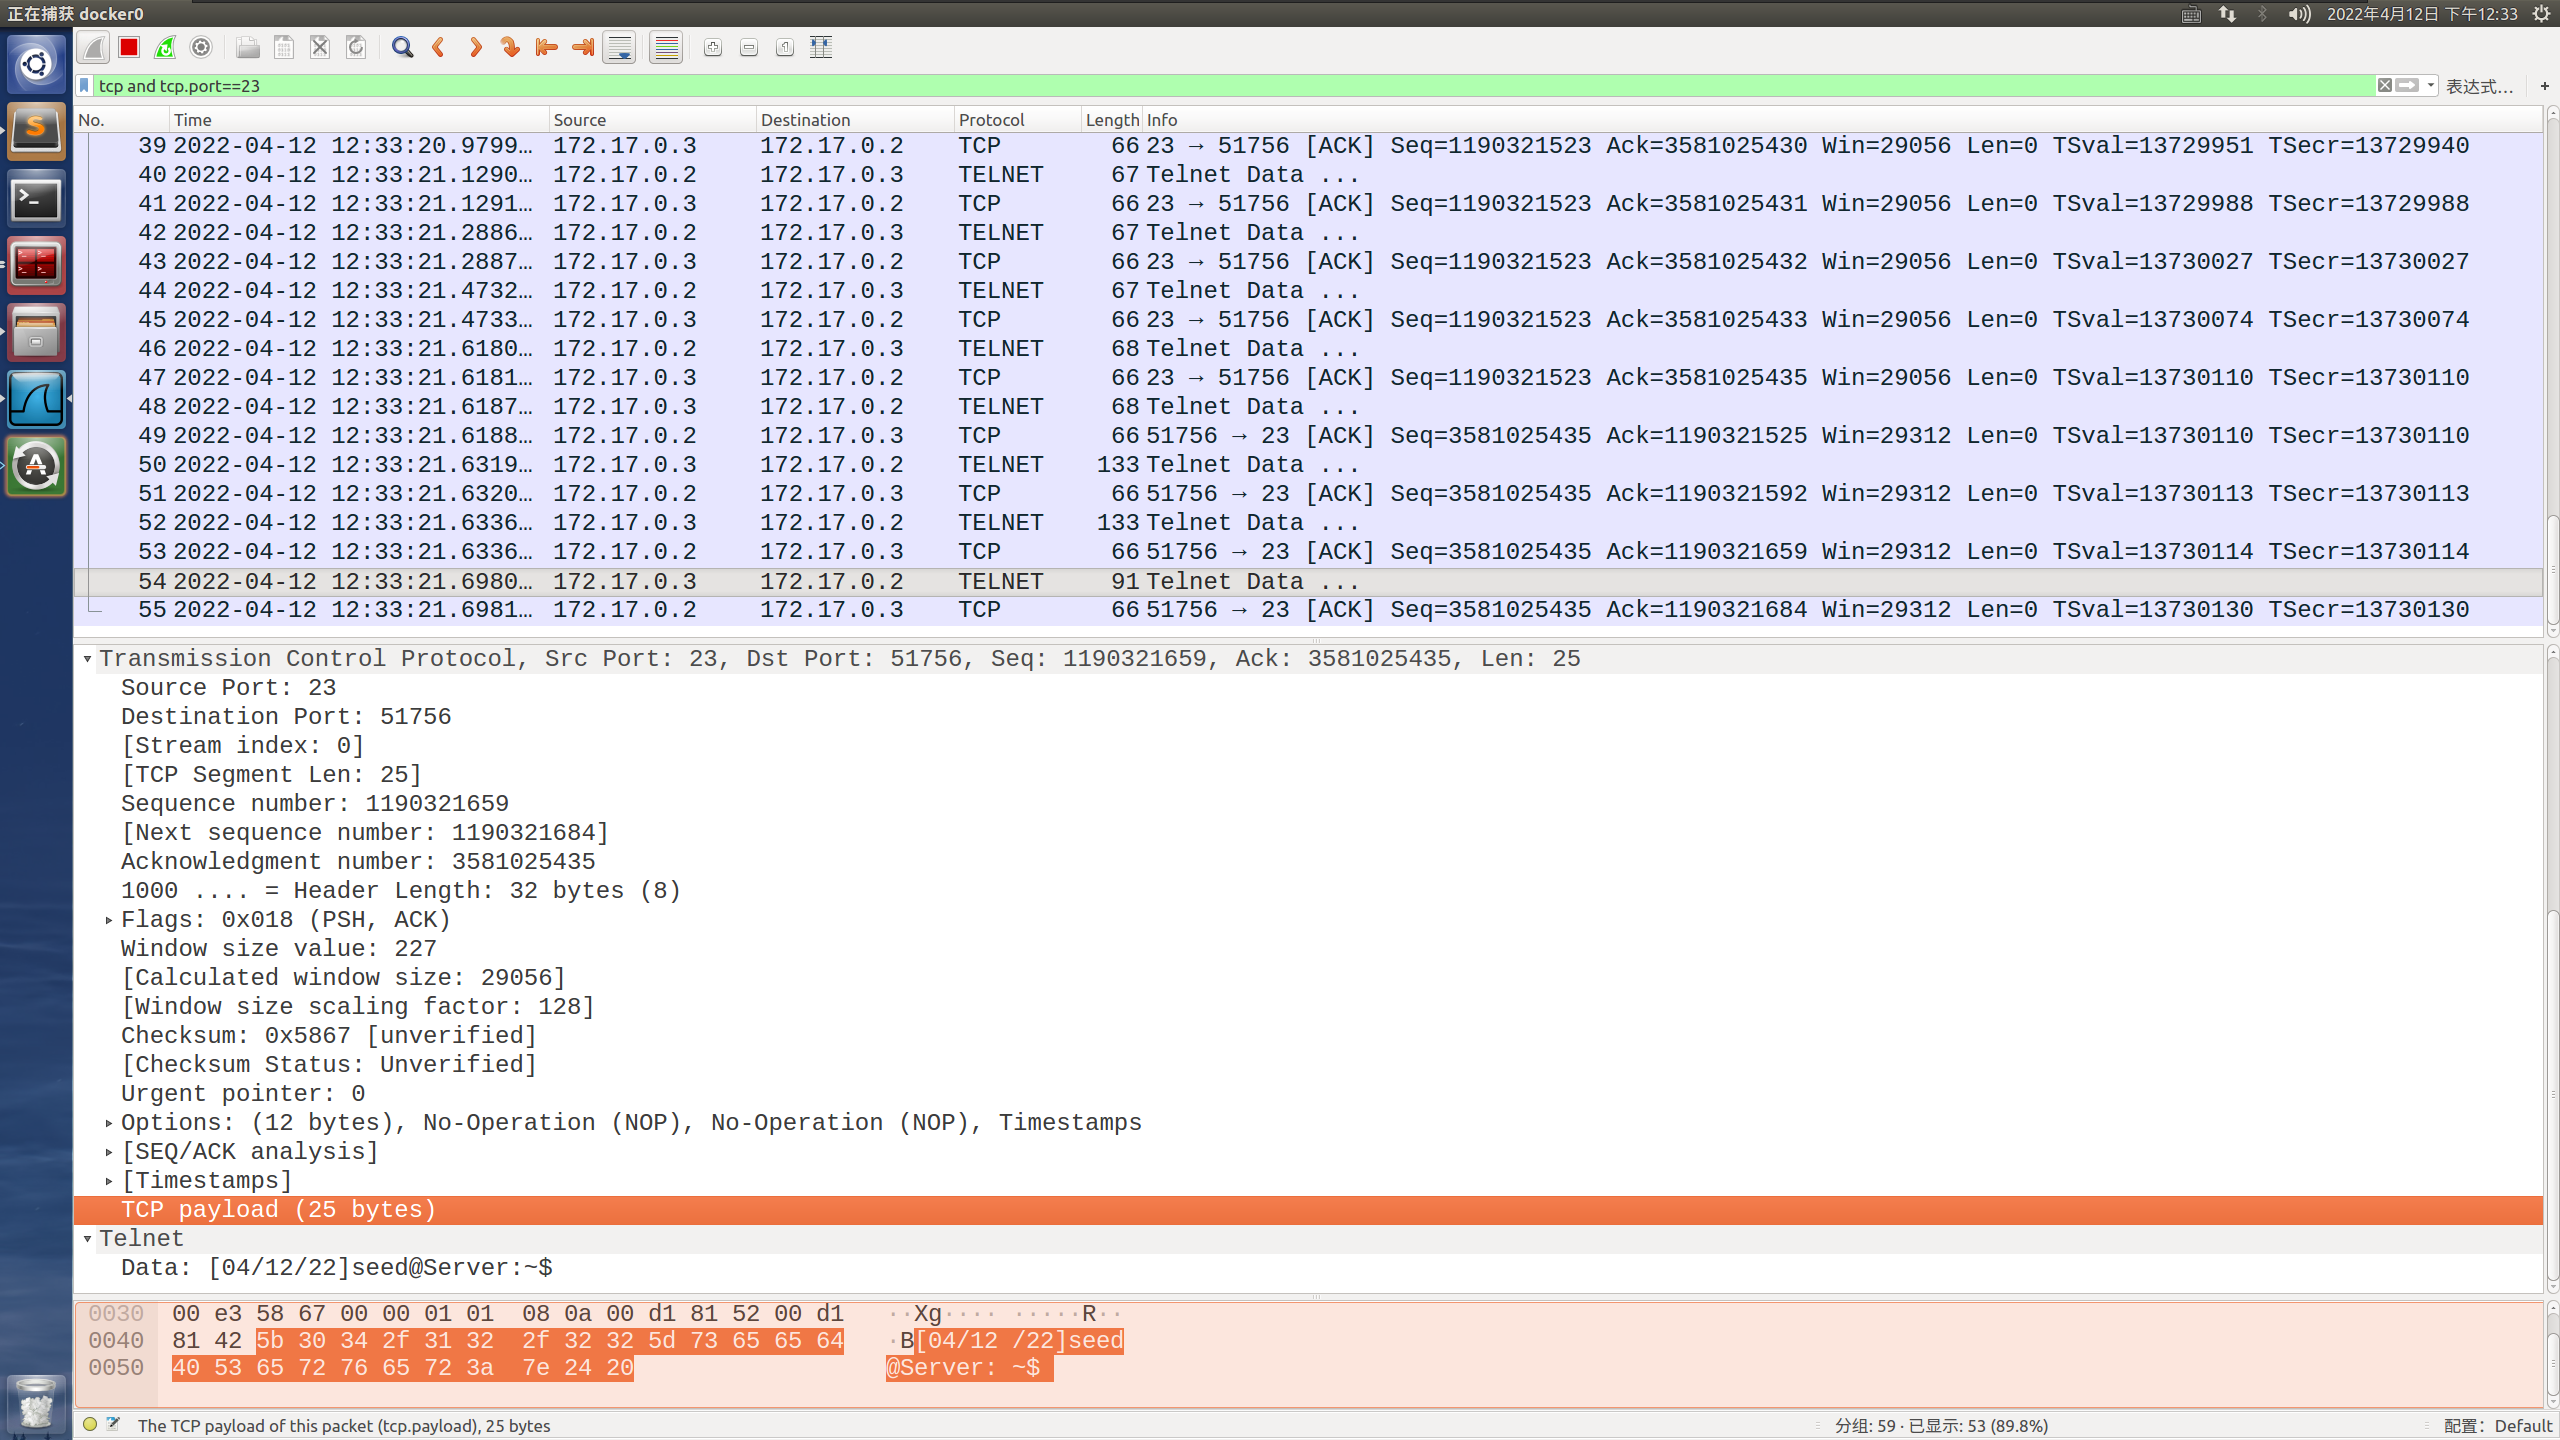 正在捕获 docker0
2022年4月12日 下午12:33
tcp and tcp.port==23
表达式… +
No. Time Source Destination Protocol Length Info
39 2022-04-12 12:33:20.9799… 172.17.0.3 172.17.0.2 TCP 66 23 → 51756 [ACK] Seq=1190321523 Ack=3581025430 Win=29056 Len=0 TSval=13729951 TSecr=13729940
40 2022-04-12 12:33:21.1290… 172.17.0.2 172.17.0.3 TELNET 67 Telnet Data ...
41 2022-04-12 12:33:21.1291… 172.17.0.3 172.17.0.2 TCP 66 23 → 51756 [ACK] Seq=1190321523 Ack=3581025431 Win=29056 Len=0 TSval=13729988 TSecr=13729988
42 2022-04-12 12:33:21.2886… 172.17.0.2 172.17.0.3 TELNET 67 Telnet Data ...
43 2022-04-12 12:33:21.2887… 172.17.0.3 172.17.0.2 TCP 66 23 → 51756 [ACK] Seq=1190321523 Ack=3581025432 Win=29056 Len=0 TSval=13730027 TSecr=13730027
44 2022-04-12 12:33:21.4732… 172.17.0.2 172.17.0.3 TELNET 67 Telnet Data ...
45 2022-04-12 12:33:21.4733… 172.17.0.3 172.17.0.2 TCP 66 23 → 51756 [ACK] Seq=1190321523 Ack=3581025433 Win=29056 Len=0 TSval=13730074 TSecr=13730074
46 2022-04-12 12:33:21.6180… 172.17.0.2 172.17.0.3 TELNET 68 Telnet Data ...
47 2022-04-12 12:33:21.6181… 172.17.0.3 172.17.0.2 TCP 66 23 → 51756 [ACK] Seq=1190321523 Ack=3581025435 Win=29056 Len=0 TSval=13730110 TSecr=13730110
48 2022-04-12 12:33:21.6187… 172.17.0.3 172.17.0.2 TELNET 68 Telnet Data ...
49 2022-04-12 12:33:21.6188… 172.17.0.2 172.17.0.3 TCP 66 51756 → 23 [ACK] Seq=3581025435 Ack=1190321525 Win=29312 Len=0 TSval=13730110 TSecr=13730110
50 2022-04-12 12:33:21.6319… 172.17.0.3 172.17.0.2 TELNET 133 Telnet Data ...
51 2022-04-12 12:33:21.6320… 172.17.0.2 172.17.0.3 TCP 66 51756 → 23 [ACK] Seq=3581025435 Ack=1190321592 Win=29312 Len=0 TSval=13730113 TSecr=13730113
52 2022-04-12 12:33:21.6336… 172.17.0.3 172.17.0.2 TELNET 133 Telnet Data ...
53 2022-04-12 12:33:21.6336… 172.17.0.2 172.17.0.3 TCP 66 51756 → 23 [ACK] Seq=3581025435 Ack=1190321659 Win=29312 Len=0 TSval=13730114 TSecr=13730114
54 2022-04-12 12:33:21.6980… 172.17.0.3 172.17.0.2 TELNET 91 Telnet Data ...
55 2022-04-12 12:33:21.6981… 172.17.0.2 172.17.0.3 TCP 66 51756 → 23 [ACK] Seq=3581025435 Ack=1190321684 Win=29312 Len=0 TSval=13730130 TSecr=13730130
Transmission Control Protocol, Src Port: 23, Dst Port: 51756, Seq: 1190321659, Ack: 3581025435, Len: 25
Source Port: 23
Destination Port: 51756
[Stream index: 0]
[TCP Segment Len: 25]
Sequence number: 1190321659
[Next sequence number: 1190321684]
Acknowledgment number: 3581025435
1000 .... = Header Length: 32 bytes (8)
Flags: 0x018 (PSH, ACK)
Window size value: 227
[Calculated window size: 29056]
[Window size scaling factor: 128]
Checksum: 0x5867 [unverified]
[Checksum Status: Unverified]
Urgent pointer: 0
Options: (12 bytes), No-Operation (NOP), No-Operation (NOP), Timestamps
[SEQ/ACK analysis]
[Timestamps]
TCP payload (25 bytes)
Telnet
Data: [04/12/22]seed@Server:~$
0030 00 e3 58 67 00 00 01 01 08 0a 00 d1 81 52 00 d1 ··Xg···· ·····R··
0040 81 42 5b 30 34 2f 31 32 2f 32 32 5d 73 65 65 64 ·B[04/12 /22]seed
0050 40 53 65 72 76 65 72 3a 7e 24 20 @Server: ~$
The TCP payload of this packet (tcp.payload), 25 bytes
分组: 59 · 已显示: 53 (89.8%)
配置： Default